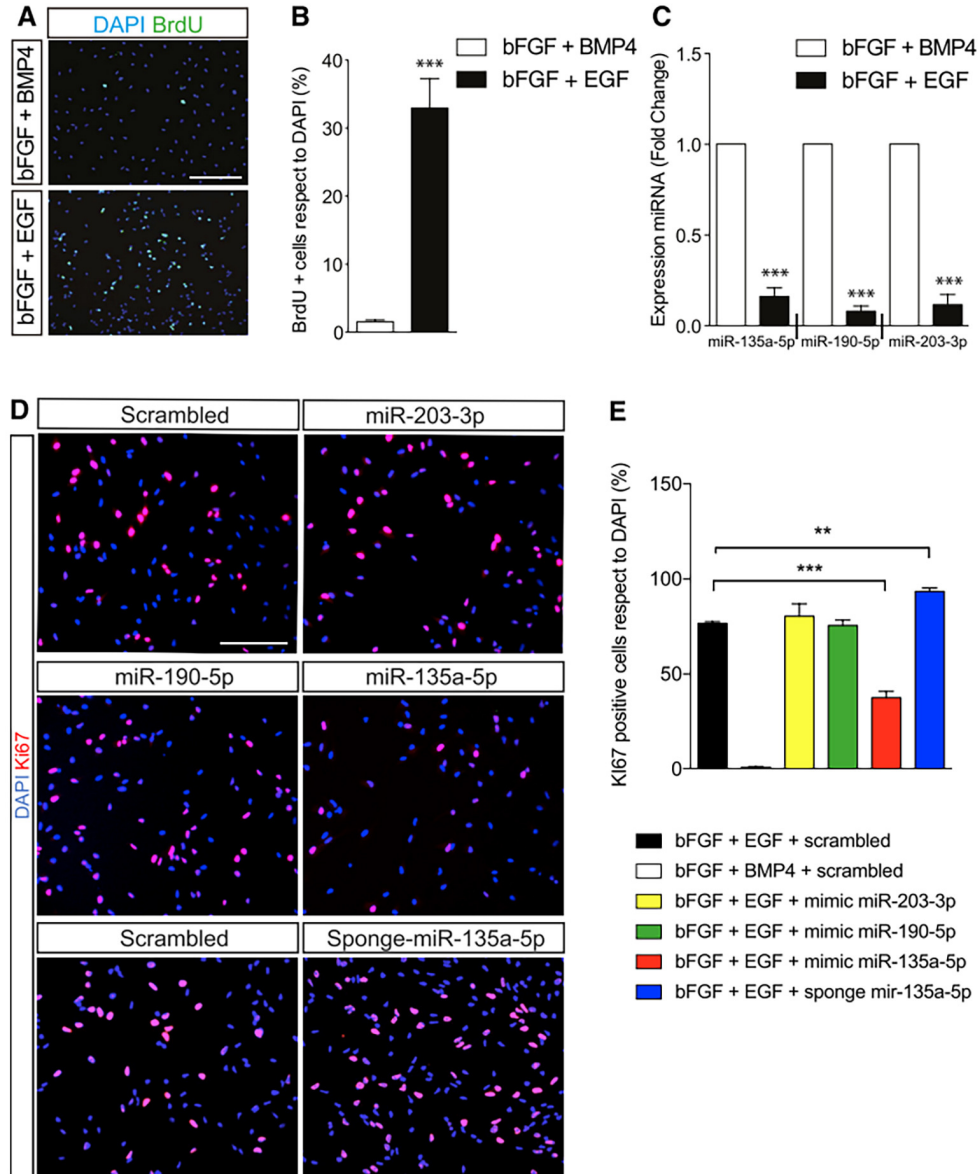 A
DAPI BrdU
bFGF + BMP4
bFGF + EGF
B
bFGF + BMP4
bFGF + EGF
BrdU + cells respect to DAPI (%)
40
30
20
10
0
***
C
bFGF + BMP4
bFGF + EGF
Expression miRNA (Fold Change)
1.5
1.0
0.5
0.0
***
***
***
miR-135a-5p
miR-190-5p
miR-203-3p
D
DAPI Ki67
Scrambled
miR-203-3p
miR-190-5p
miR-135a-5p
Scrambled
Sponge-miR-135a-5p
E
KI67 positive cells respect to DAPI (%)
150
100
50
0
**
***
bFGF + EGF + scrambled
bFGF + BMP4 + scrambled
bFGF + EGF + mimic miR-203-3p
bFGF + EGF + mimic miR-190-5p
bFGF + EGF + mimic miR-135a-5p
bFGF + EGF + sponge mir-135a-5p